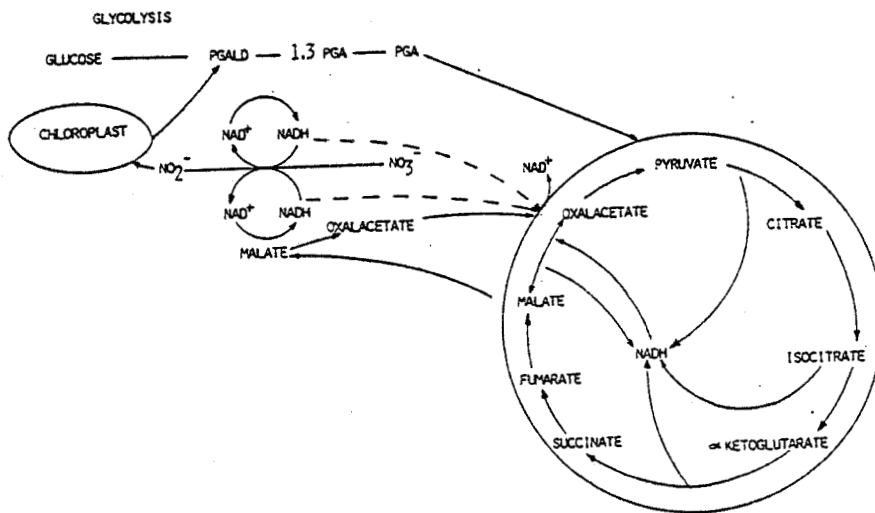 GLYCOLYSIS
GLUCOSE PGALD 1.3 PGA PGA
CHLOROPLAST
NAD+ NADH
NO2- NO3-
NAD+ NADH
MALATE OXALACETATE
NAD+
PYRUVATE
OXALACETATE
CITRATE
MALATE
NADH
ISOCITRATE
FUMARATE
SUCCINATE
αKETOGLUTARATE